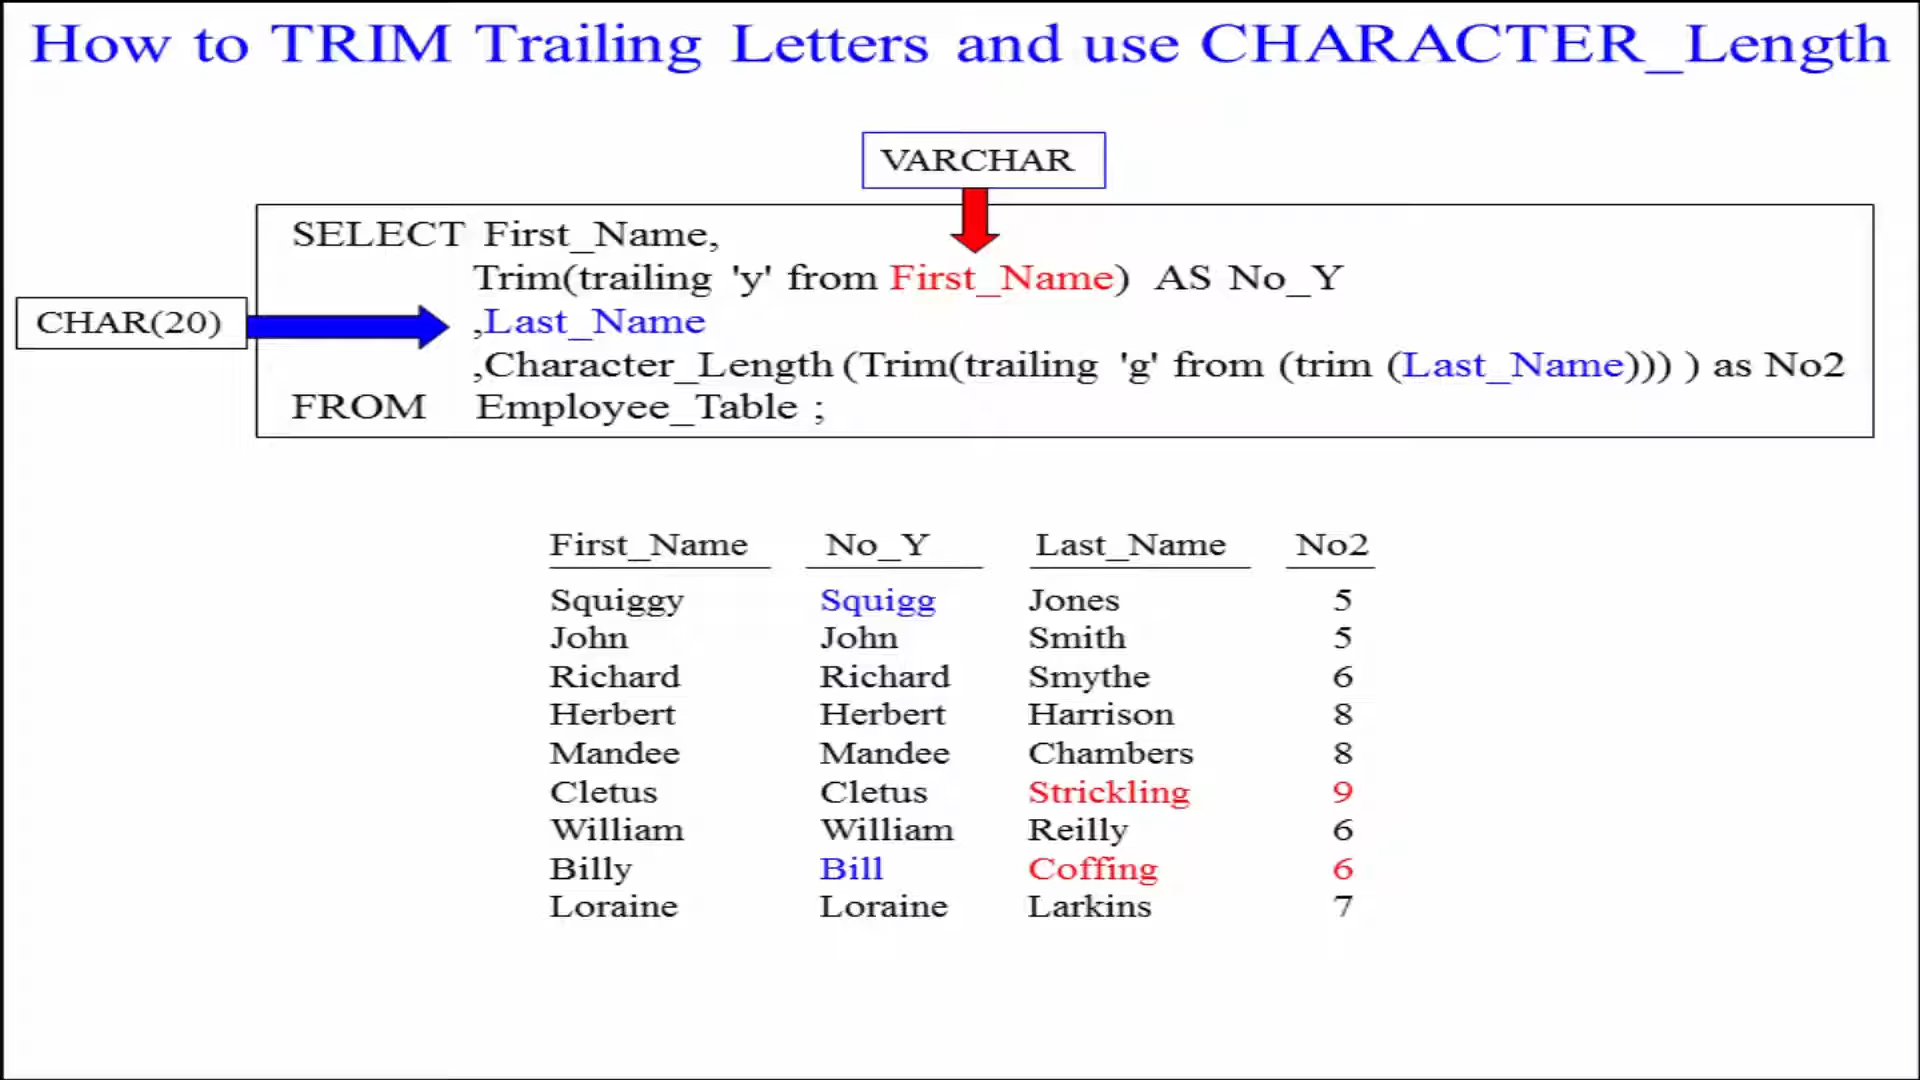 How to TRIM Trailing Letters and use CHARACTER_Length
VARCHAR
SELECT First_Name,
Trim(trailing 'y' from First_Name) AS No_Y
CHAR(20)
,Last_Name
,Character_Length (Trim(trailing 'g' from (trim (Last_Name))) ) as No2
FROM Employee_Table ;
First_Name No_Y Last_Name No2
Squiggy Squigg Jones 5
John John Smith 5
Richard Richard Smythe 6
Herbert Herbert Harrison 8
Mandee Mandee Chambers 8
Cletus Cletus Strickling 9
William William Reilly 6
Billy Bill Coffing 6
Loraine Loraine Larkins 7